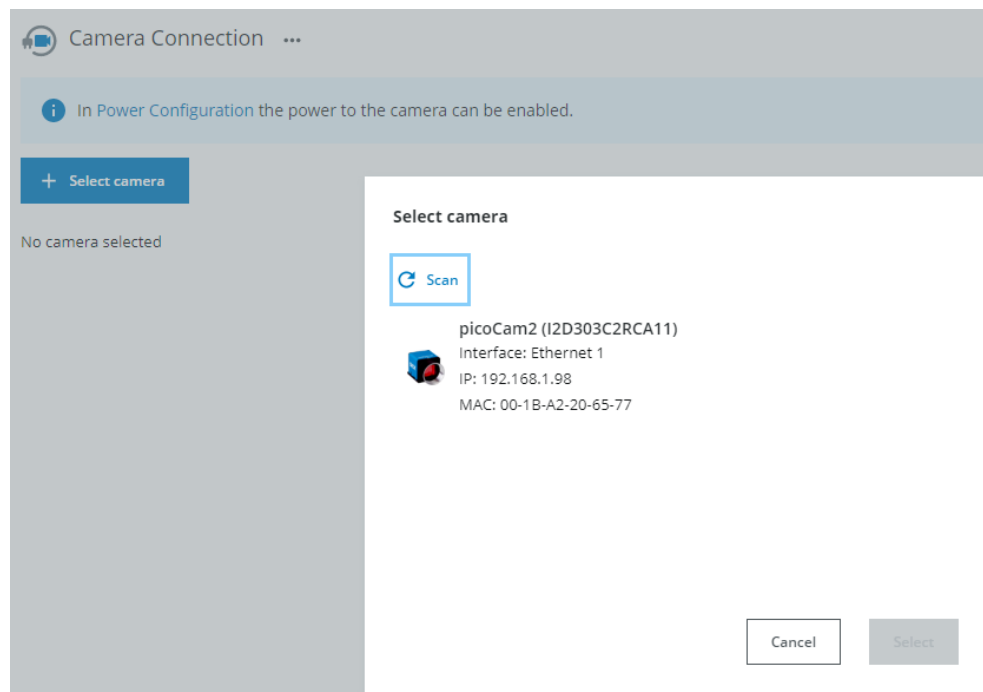 Camera Connection ...
In Power Configuration the power to the camera can be enabled.
+ Select camera
No camera selected
Select camera
Scan
picoCam2 (I2D303C2RCA11)
Interface: Ethernet 1
IP: 192.168.1.98
MAC: 00-1B-A2-20-65-77
Cancel
Select